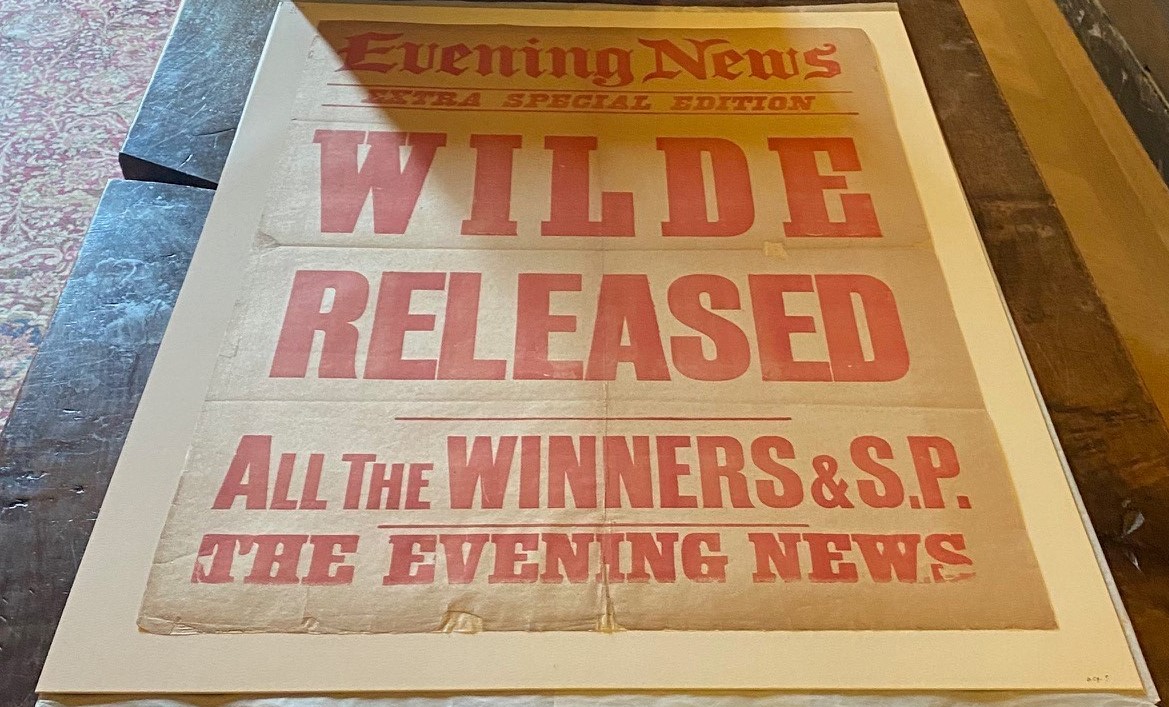 Evening News
EXTRA SPECIAL EDITION
WILDE
RELEASED
ALL THE WINNERS & S.P.
THE EVENING NEWS